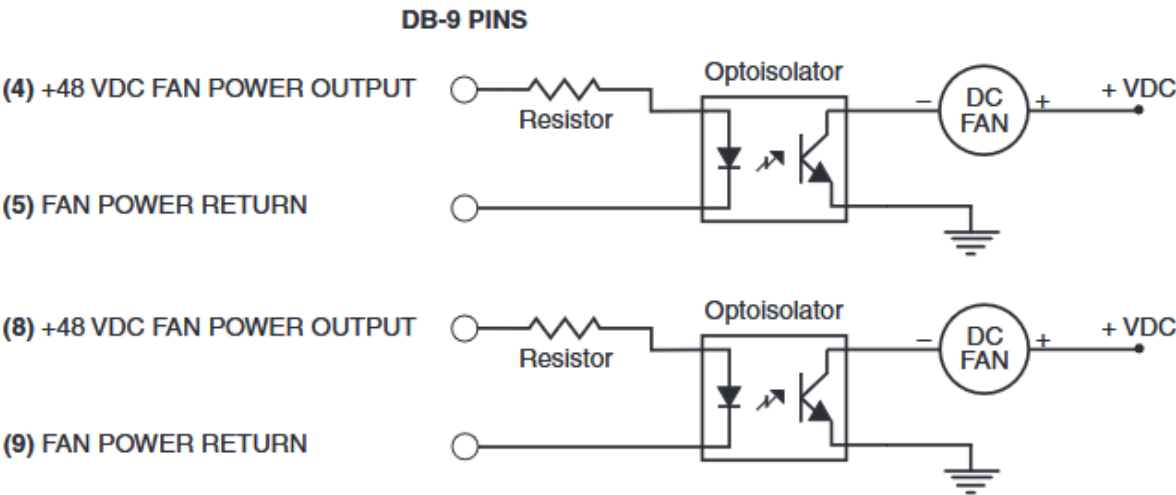 DB-9 PINS
(4) +48 VDC FAN POWER OUTPUT
Resistor
Optoisolator
–
DC
FAN
+
+ VDC
(5) FAN POWER RETURN
(8) +48 VDC FAN POWER OUTPUT
Resistor
Optoisolator
–
DC
FAN
+
+ VDC
(9) FAN POWER RETURN